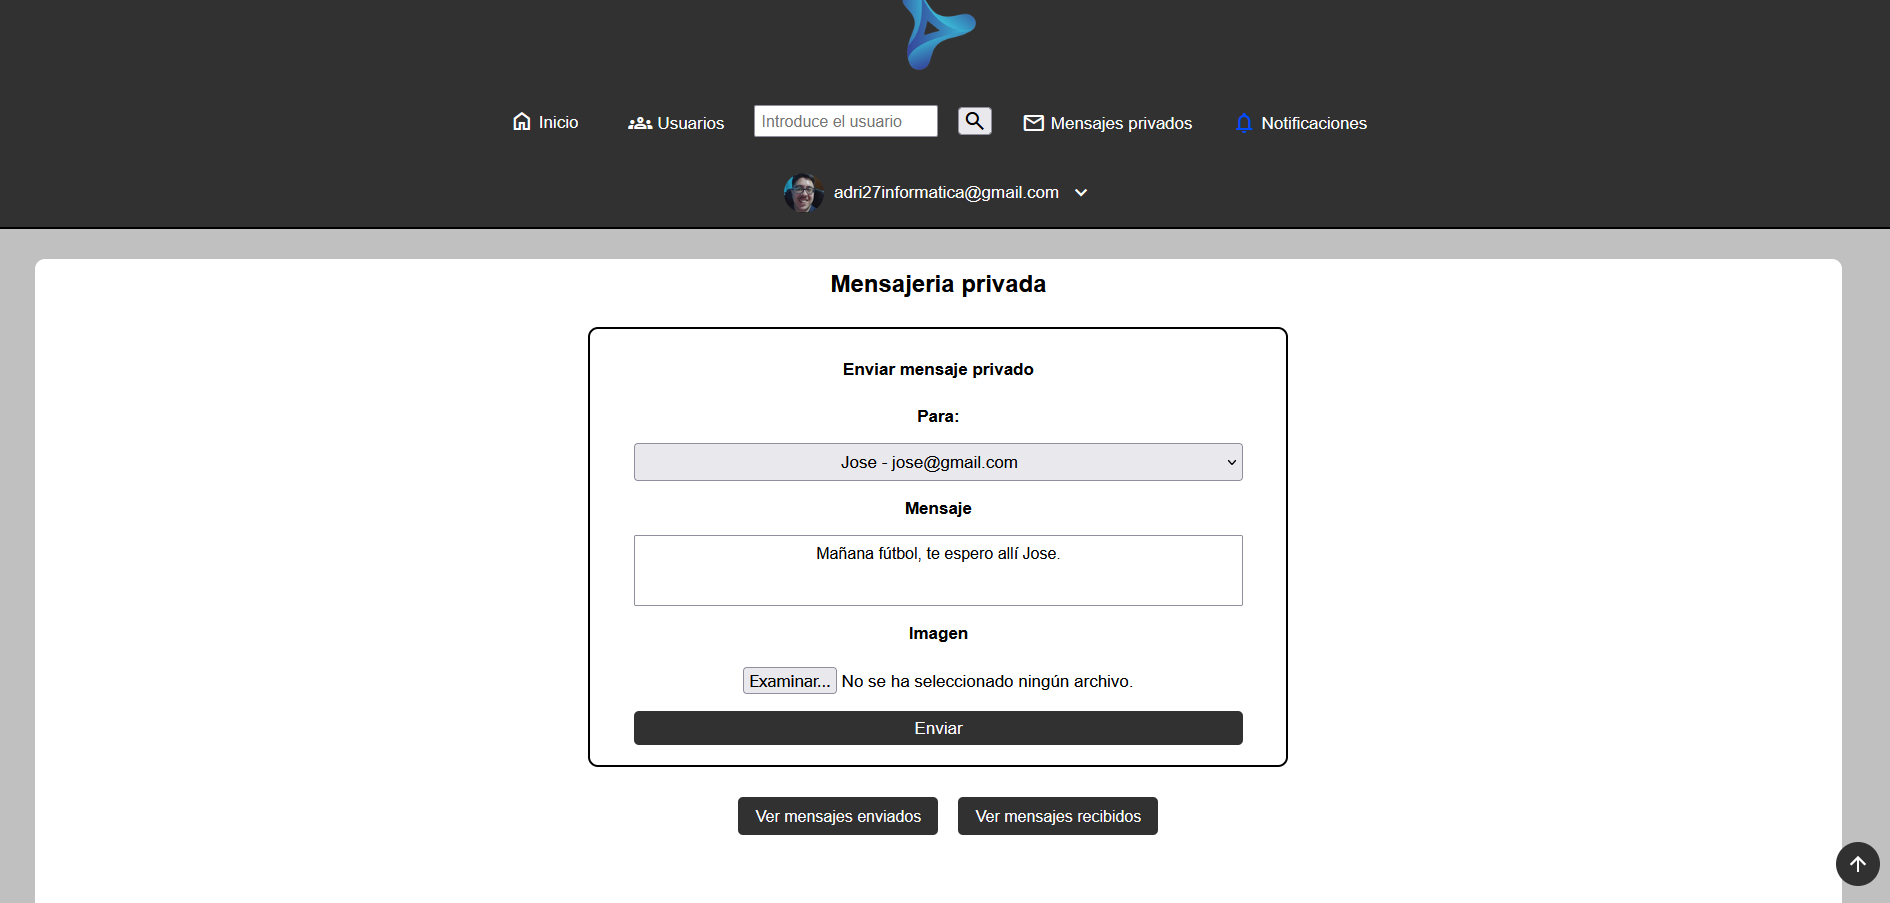 Inicio
Usuarios
Introduce el usuario
Mensajes privados
Notificaciones
adri27informatica@gmail.com
Mensajeria privada
Enviar mensaje privado
Para:
Jose - jose@gmail.com
Mensaje
Mañana fútbol, te espero allí Jose.
Imagen
Examinar... No se ha seleccionado ningún archivo.
Enviar
Ver mensajes enviados
Ver mensajes recibidos